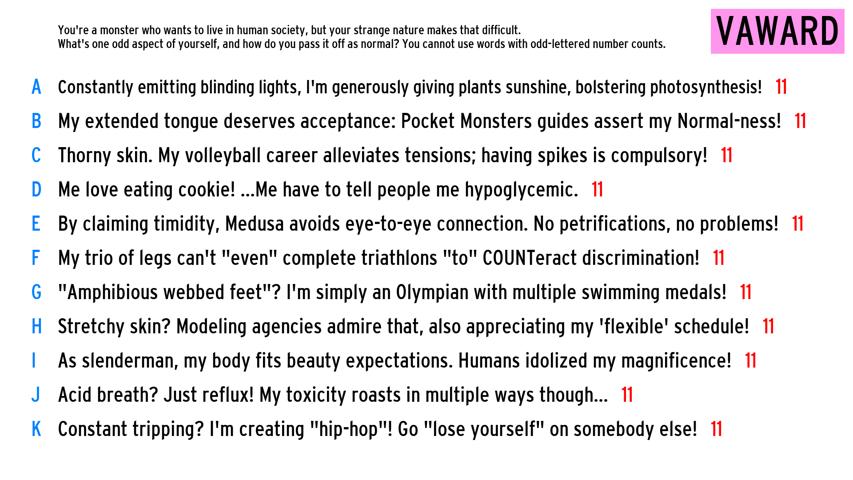 You're a monster who wants to live in human society, but your strange nature makes that difficult.
What's one odd aspect of yourself, and how do you pass it off as normal? You cannot use words with odd-lettered number counts.
VAWARD
A Constantly emitting blinding lights, I'm generously giving plants sunshine, bolstering photosynthesis! 11
B My extended tongue deserves acceptance: Pocket Monsters guides assert my Normal-ness! 11
C Thorny skin. My volleyball career alleviates tensions; having spikes is compulsory! 11
D Me love eating cookie! ...Me have to tell people me hypoglycemic. 11
E By claiming timidity, Medusa avoids eye-to-eye connection. No petrifications, no problems! 11
F My trio of legs can't "even" complete triathlons "to" COUNTeract discrimination! 11
G "Amphibious webbed feet"? I'm simply an Olympian with multiple swimming medals! 11
H Stretchy skin? Modeling agencies admire that, also appreciating my 'flexible' schedule! 11
I As slenderman, my body fits beauty expectations. Humans idolized my magnificence! 11
J Acid breath? Just reflux! My toxicity roasts in multiple ways though... 11
K Constant tripping? I'm creating "hip-hop"! Go "lose yourself" on somebody else! 11